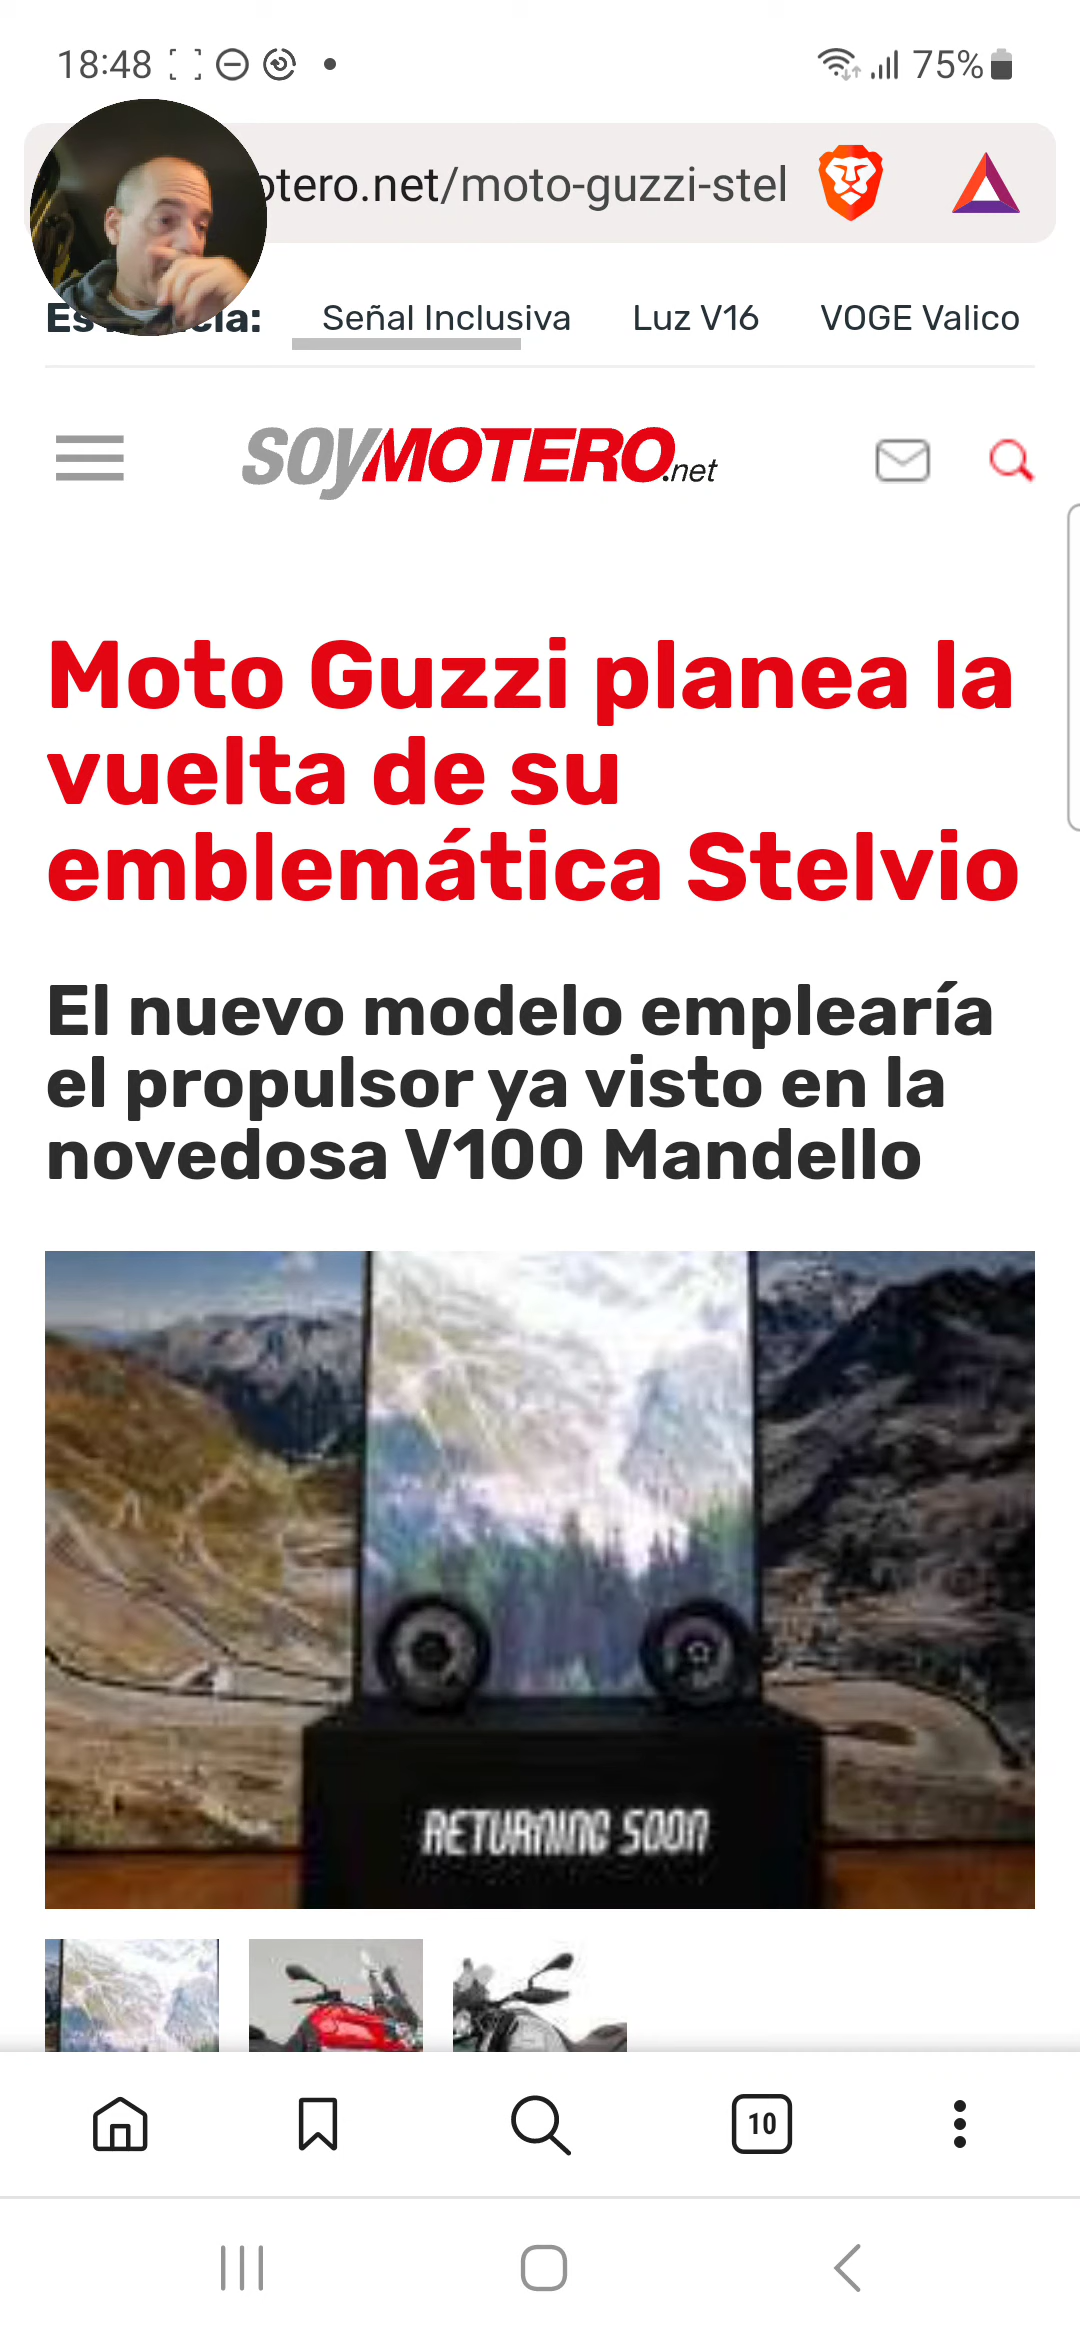 18:48
75%
otero.net/moto-guzzi-stel
Es cia:
Señal Inclusiva
Luz V16
VOGE Valico
SOYMOTERO.net
Moto Guzzi planea la
vuelta de su
emblemática Stelvio
El nuevo modelo emplearía
el propulsor ya visto en la
novedosa V100 Mandello
RETURNING SOON
10